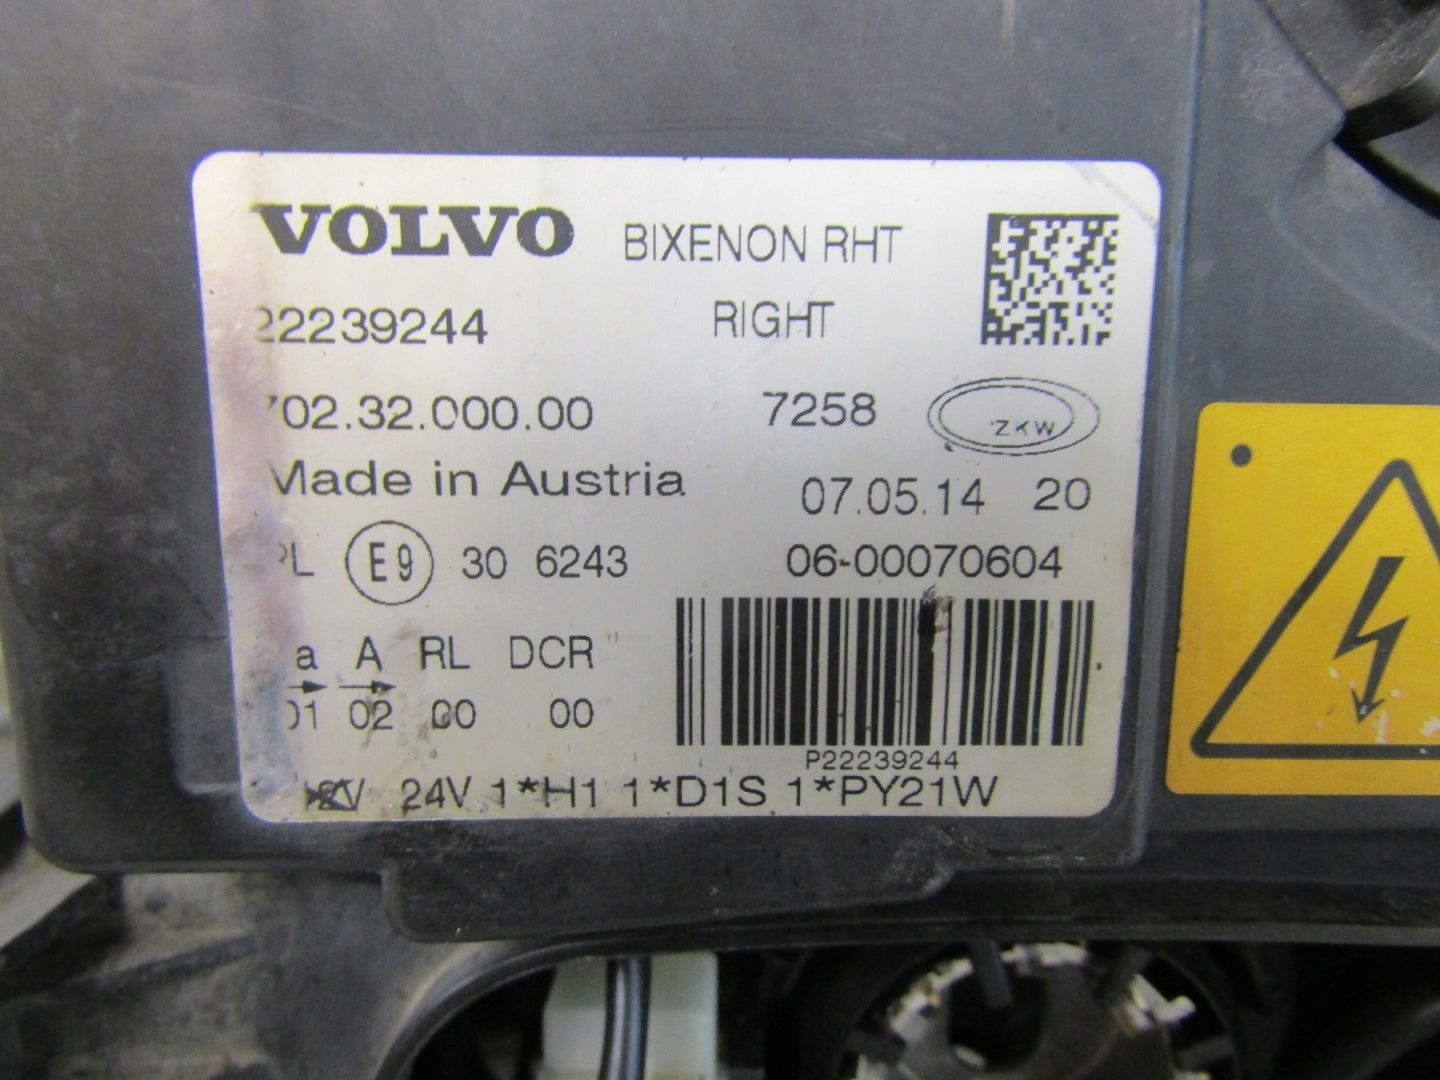 VOLVO BIXENON RHT
22239244 RIGHT
702.32.000.00 7258 ZKW
Made in Austria 07.05.14 20
PL E9 30 6243 06-00070604
a A RL DCR
01 02 00 00
P22239244
24V 1*H1 1*D1S 1*PY21W